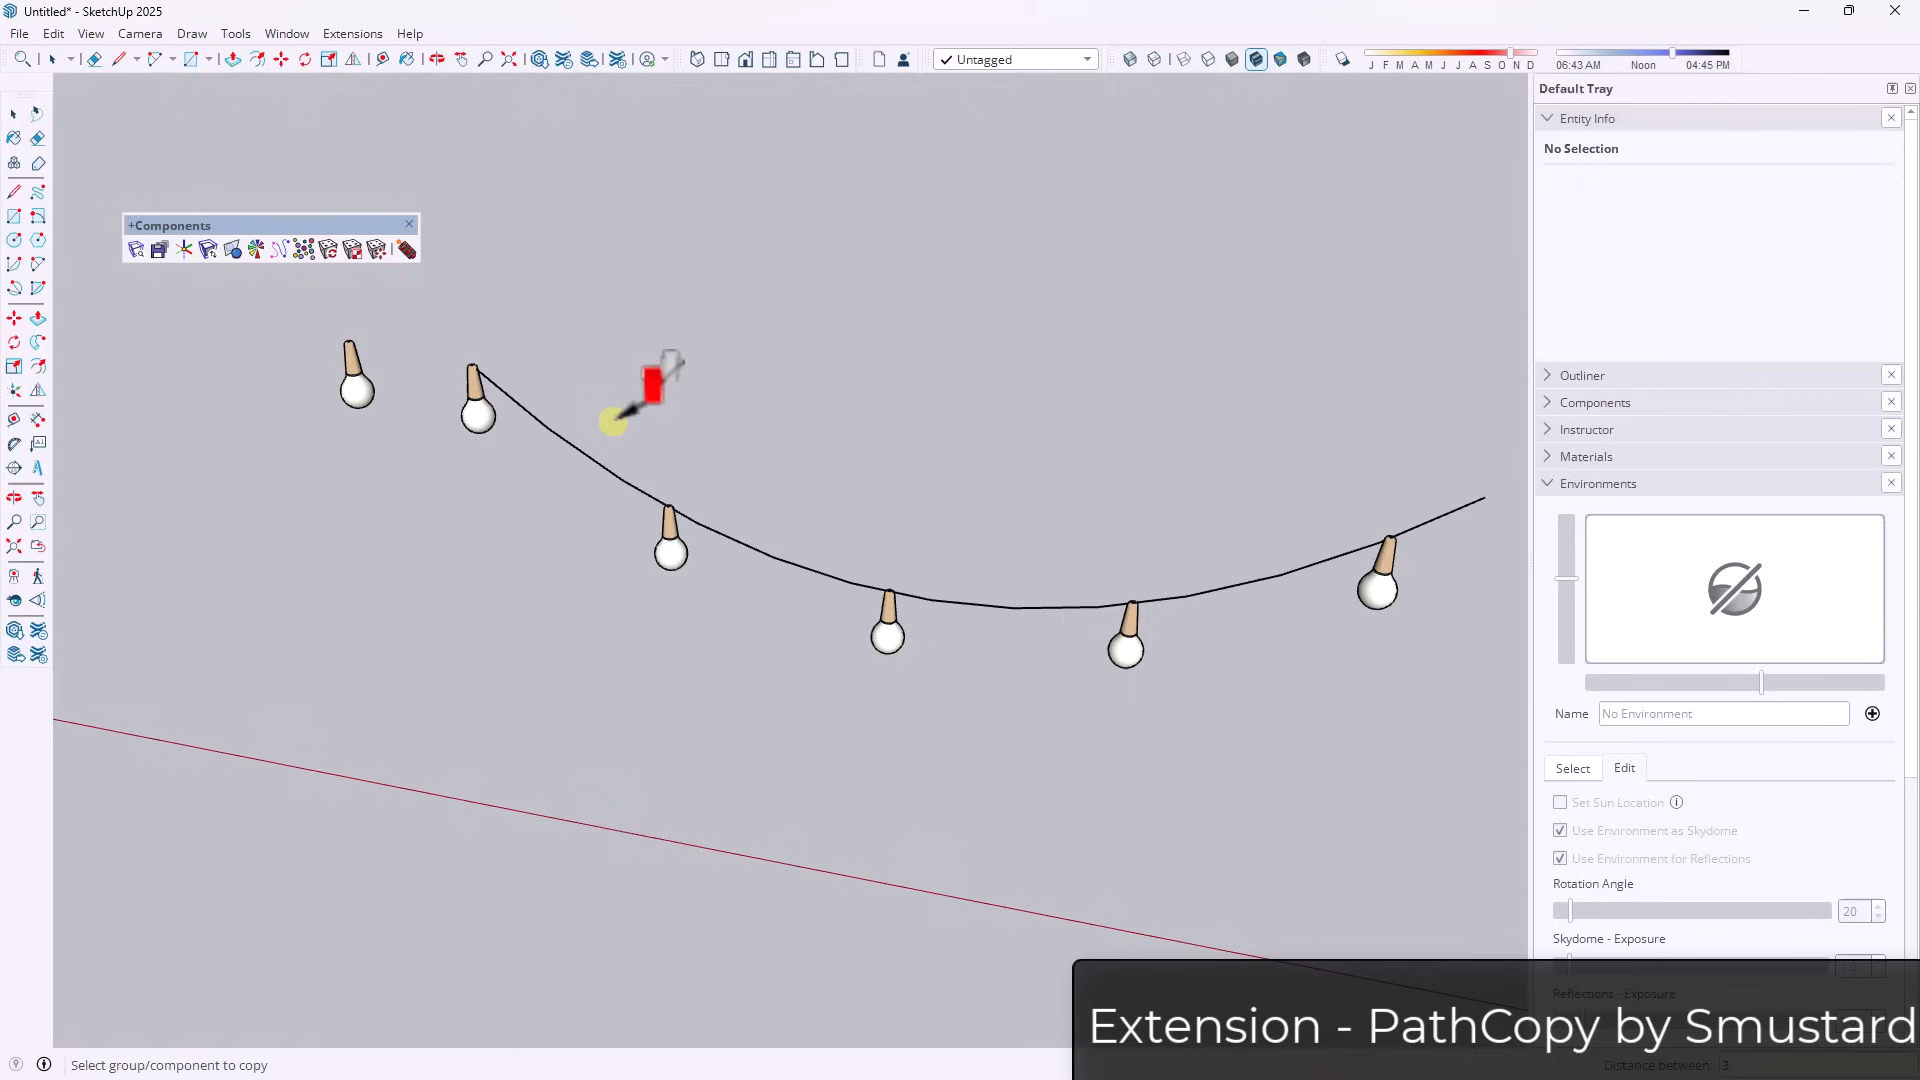 Untitled* - SketchUp 2025
File Edit View Camera Draw Tools Window Extensions Help
Untagged
J F M A M J J A S O N D
06:43 AM Noon 04:45 PM
Default Tray
Entity Info
No Selection
+Components
Outliner
Components
Instructor
Materials
Environments
Name No Environment
Select Edit
Set Sun Location
Use Environment as Skydome
Use Environment for Reflections
Rotation Angle
20
Skydome - Exposure
Reflections - Exposure
Extension - PathCopy by Smustard
Select group/component to copy
Distance between: 3